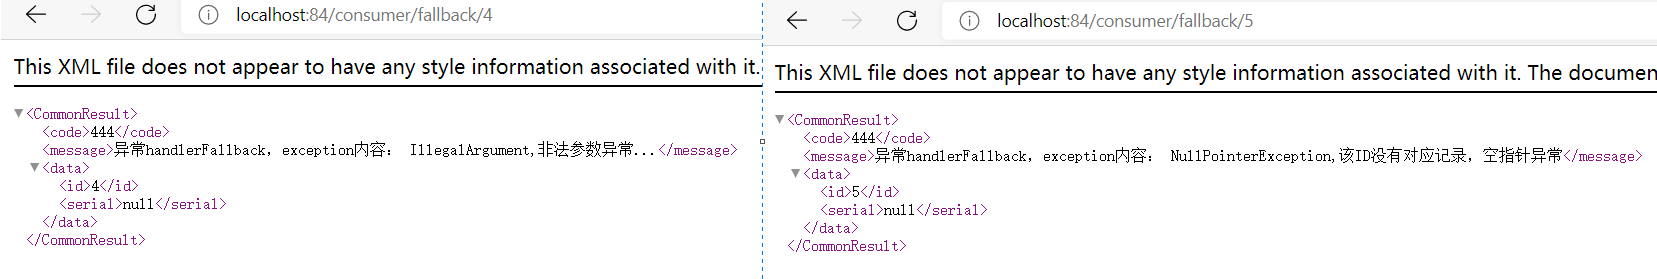 localhost:84/consumer/fallback/4
This XML file does not appear to have any style information associated with it.
<CommonResult>
<code>444</code>
<message>异常handlerFallback，exception内容： IllegalArgument,非法参数异常...</message>
<data>
<id>4</id>
<serial>null</serial>
</data>
</CommonResult>
localhost:84/consumer/fallback/5
This XML file does not appear to have any style information associated with it. The documen
<CommonResult>
<code>444</code>
<message>异常handlerFallback，exception内容： NullPointerException,该ID没有对应记录，空指针异常</message>
<data>
<id>5</id>
<serial>null</serial>
</data>
</CommonResult>